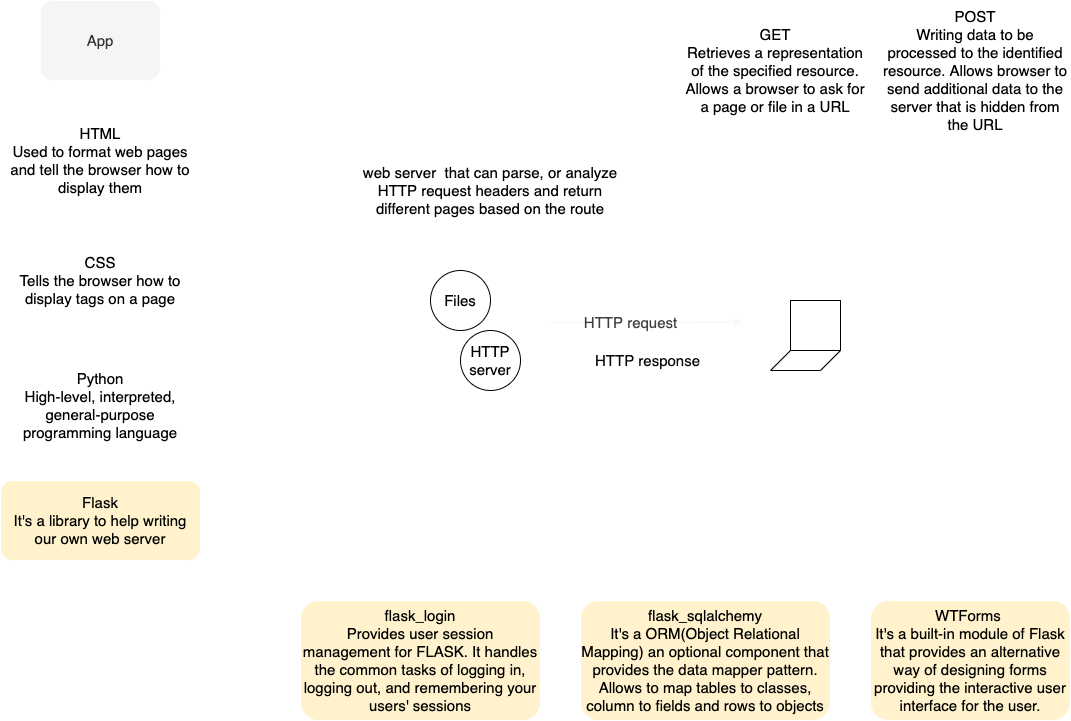 App
HTML
Used to format web pages
and tell the browser how to
display them
CSS
Tells the browser how to
display tags on a page
Python
High-level, interpreted,
general-purpose
programming language
Flask
It's a library to help writing
our own web server
GET
Retrieves a representation
of the specified resource.
Allows a browser to ask for
a page or file in a URL
POST
Writing data to be
processed to the identified
resource. Allows browser to
send additional data to the
server that is hidden from
the URL
web server  that can parse, or analyze
HTTP request headers and return
different pages based on the route
Files
HTTP
server
HTTP request
HTTP response
flask_login
Provides user session
management for FLASK. It handles
the common tasks of logging in,
logging out, and remembering your
users' sessions
flask_sqlalchemy
It's a ORM(Object Relational
Mapping) an optional component that
provides the data mapper pattern.
Allows to map tables to classes,
column to fields and rows to objects
WTForms
It's a built-in module of Flask
that provides an alternative
way of designing forms
providing the interactive user
interface for the user.